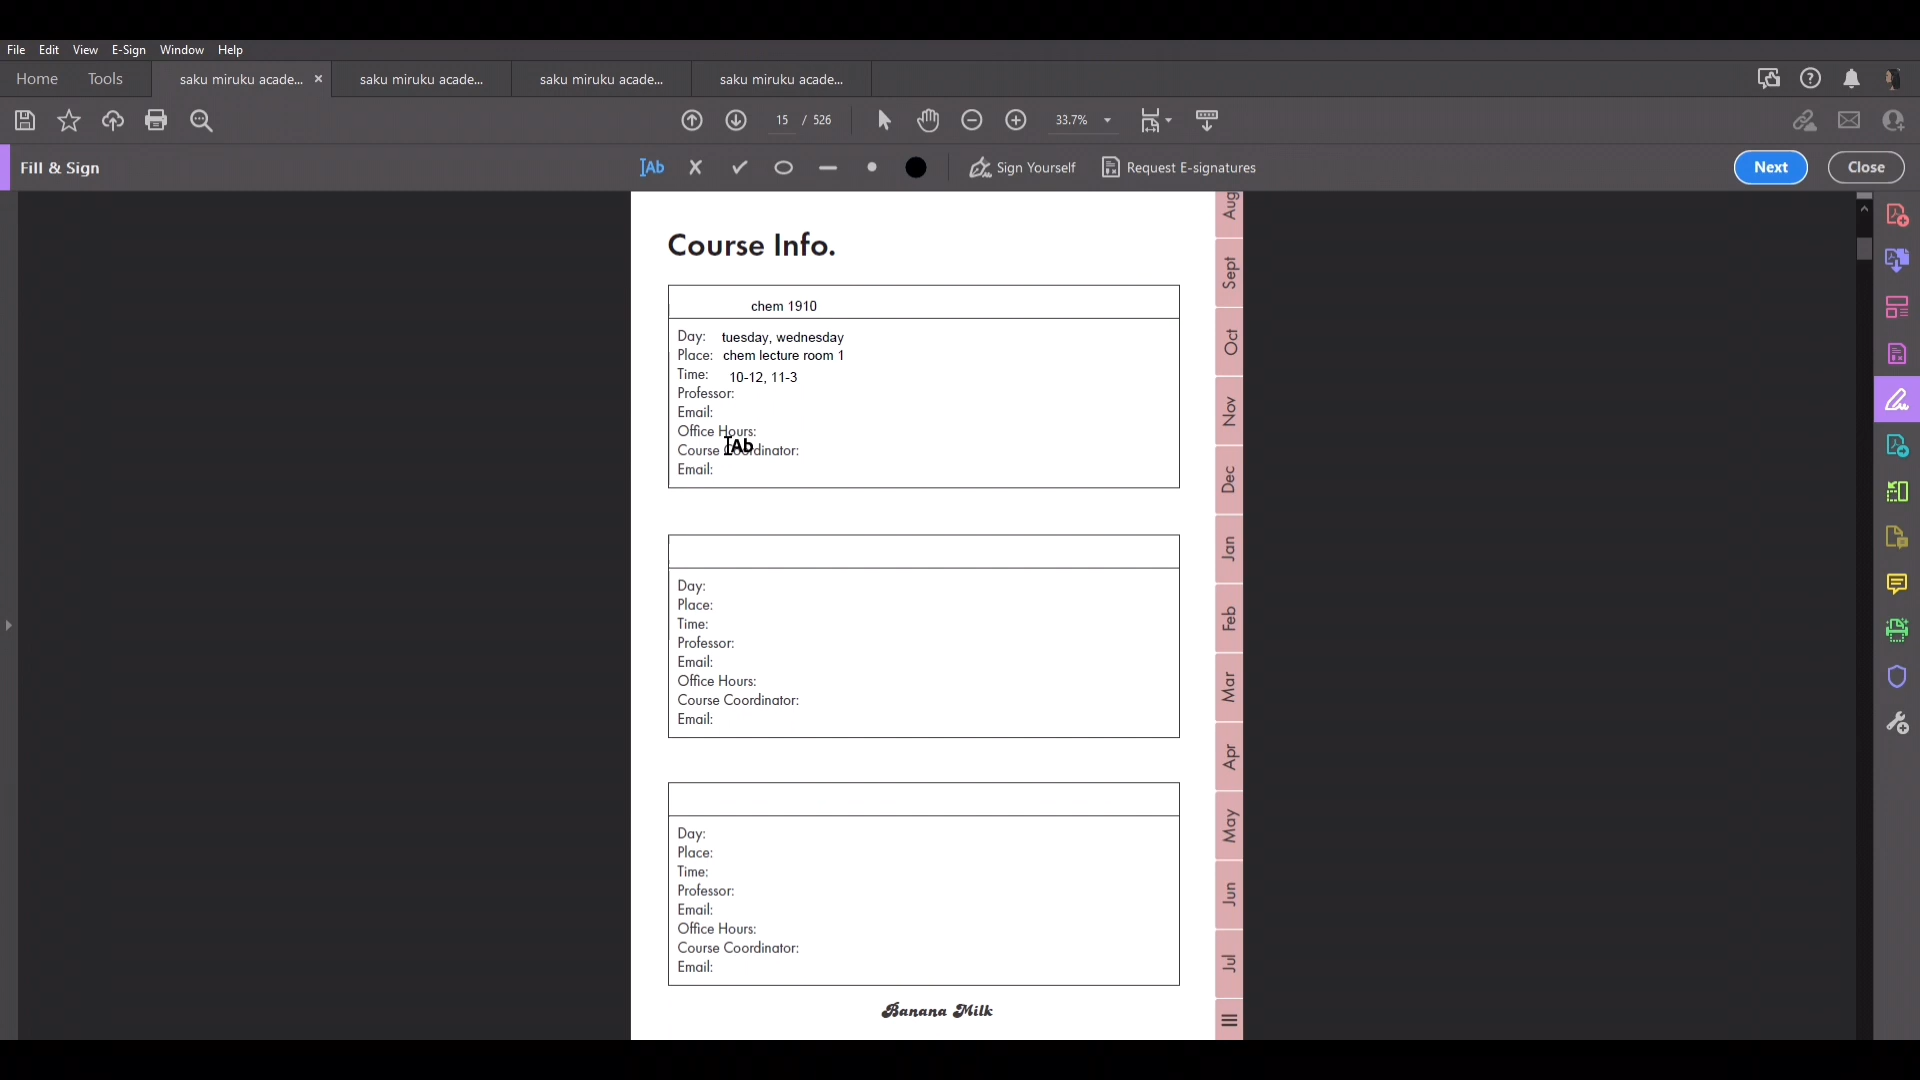 File Edit View E-Sign Window Help
Home Tools saku miruku acade... × saku miruku acade... saku miruku acade... saku miruku acade...
15 / 526 33.7%
Fill & Sign Ab Sign Yourself Request E-signatures Next Close
Course Info.
chem 1910
Day: tuesday, wednesday
Place: chem lecture room 1
Time: 10-12, 11-3
Professor:
Email:
Office Hours:
Course Coordinator:
Email:
Day:
Place:
Time:
Professor:
Email:
Office Hours:
Course Coordinator:
Email:
Day:
Place:
Time:
Professor:
Email:
Office Hours:
Course Coordinator:
Email:
Banana Milk
Aug
Sept
Oct
Nov
Dec
Jan
Feb
Mar
Apr
May
Jun
Jul